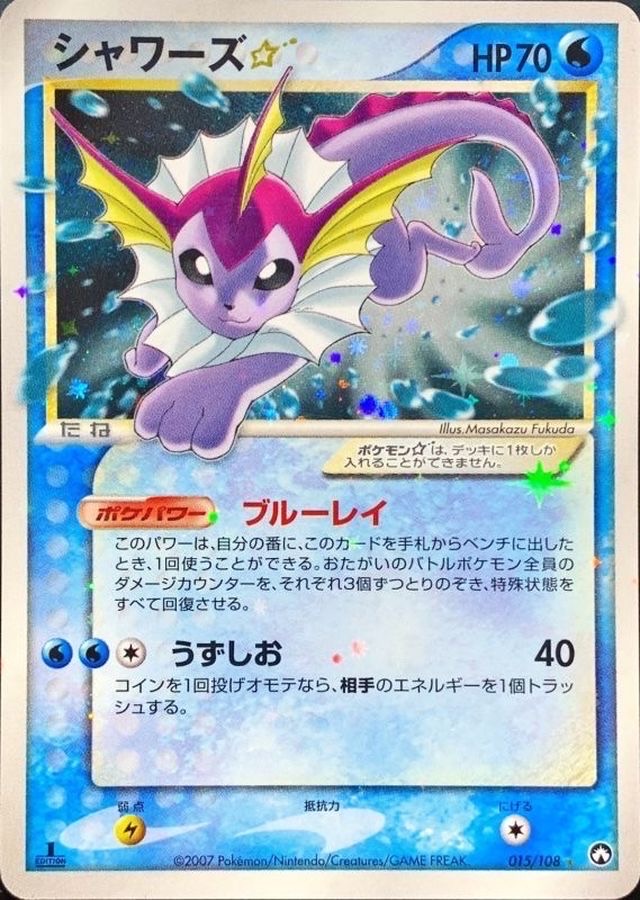 シャワーズ☆
HP70
たね
Illus.Masakazu Fukuda
ポケモン☆は、デッキに1枚しか
入れることができません。
ポケパワー ブルーレイ
このパワーは、自分の番に、このカードを手札からベンチに出した
とき、1回使うことができる。おたがいのバトルポケモン全員の
ダメージカウンターを、それぞれ3個ずつとりのぞき、特殊状態を
すべて回復させる。
うずしお 40
コインを1回投げオモテなら、相手のエネルギーを1個トラッ
シュする。
弱点 抵抗力 にげる
1
EDITION
©2007 Pokémon/Nintendo/Creatures/GAME FREAK.
015/108